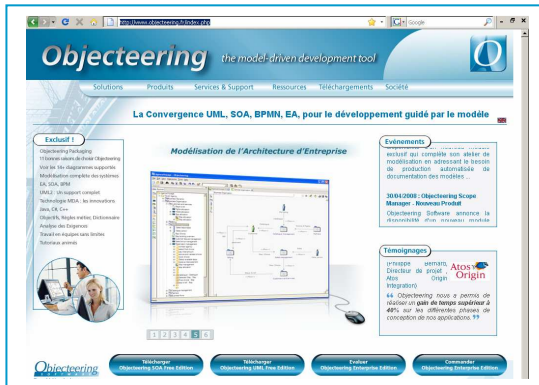 http://www.objecteering.fr/index.php
Google
Objecteering the model-driven development tool
Solutions Produits Services & Support Ressources Téléchargements Société
La Convergence UML, SOA, BPMN, EA, pour le développement guidé par le modèle
Exclusif !
Objecteering Packaging
11 bonnes raisons de choisir Objecteering
Voir les 16+ diagrammes supportés
Modélisation complète des systèmes
EA, SOA, BPM
UML2 : Un support complet
Technologie MDA : les innovations
Java, C#, C++
Objectifs, Règles métier, Dictionnaire
Analyse des Exigences
Travail en équipes sans limites
Tutoriaux animés
Modélisation de l'Architecture d'Entreprise
1 2 3 4 5 6
Evénements
exclusif qui complète son atelier de
modélisation en adressant le besoin
de production automatisée de
documentation des modèles ...
30/04/2008 : Objecteering Scope
Manager - Nouveau Produit
Objecteering Software annonce la
disponibilité d'un nouveau module
Témoignages
(Philippe Bernard,
Directeur de projet ,
Atos Origin
Integration)
Atos
Origin
“ Objecteering nous a permis de
réaliser un gain de temps supérieur à
40% sur les différentes phases de
conception de nos applications. ”
Objecteering
SOFTWARE
Télécharger
Objecteering SOA Free Edition
Télécharger
Objecteering UML Free Edition
Evaluer
Objecteering Enterprise Edition
Commander
Objecteering Enterprise Edition